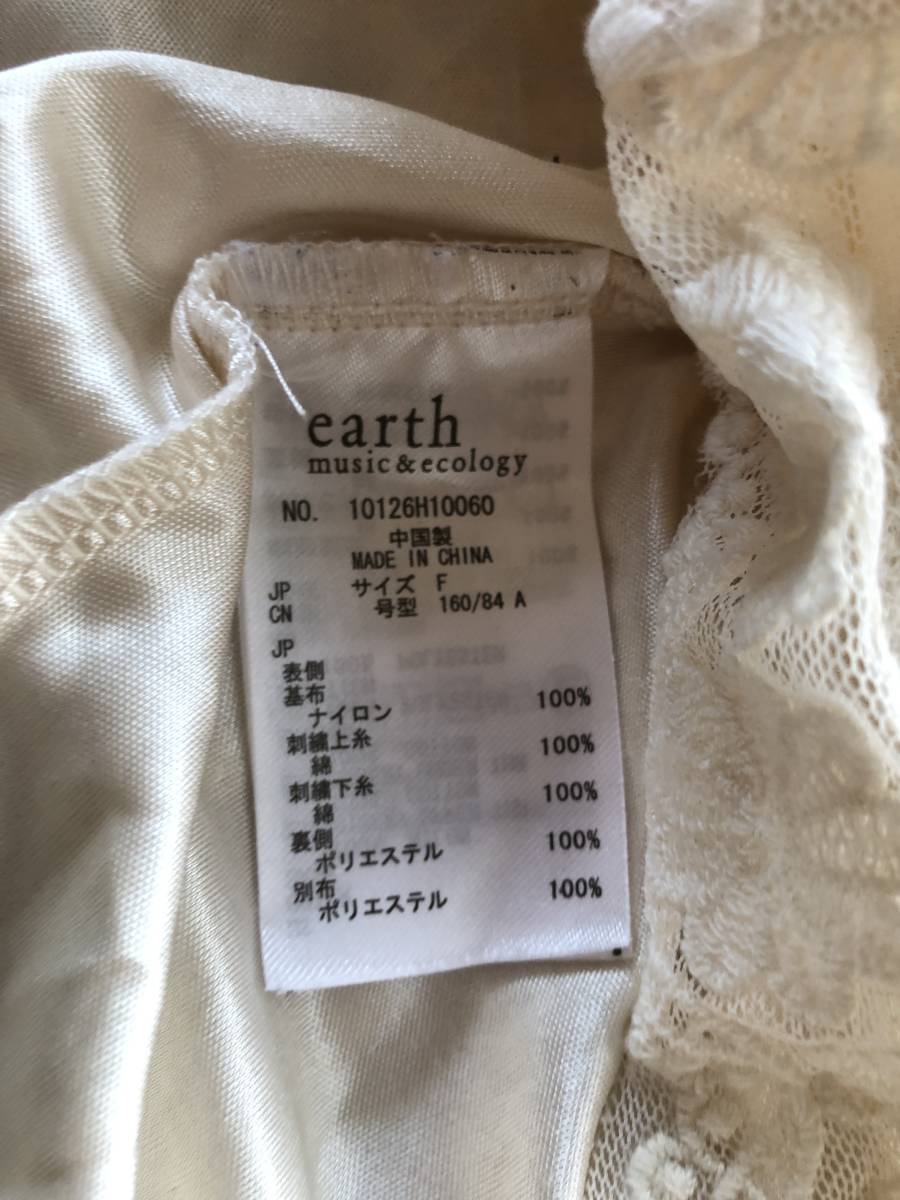 earth
music&ecology
NO. 10126H10060
中国製
MADE IN CHINA
JP サイズ F
CN 号型 160/84 A
JP
表側
基布
ナイロン 100%
刺繍上糸
綿 100%
刺繍下糸
綿 100%
裏側
ポリエステル 100%
別布
ポリエステル 100%